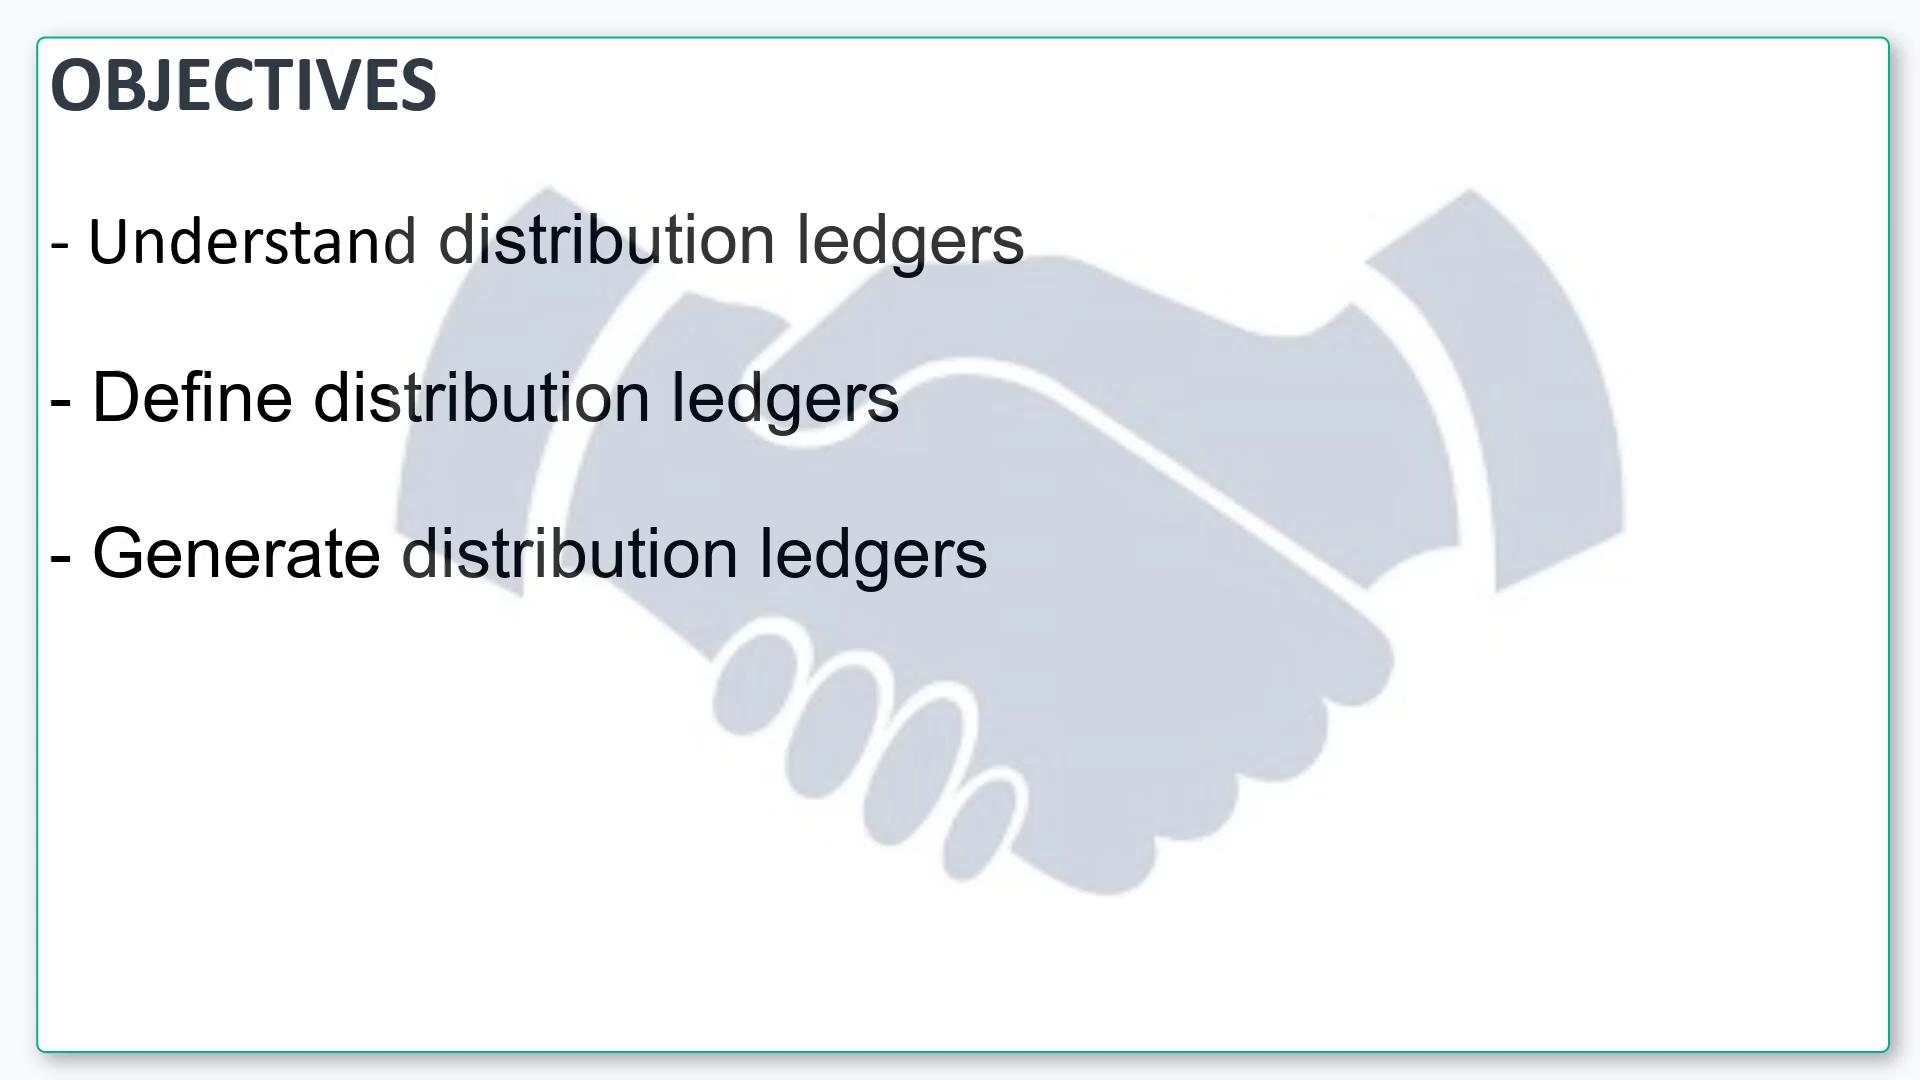 OBJECTIVES
- Understand distribution ledgers
- Define distribution ledgers
- Generate distribution ledgers